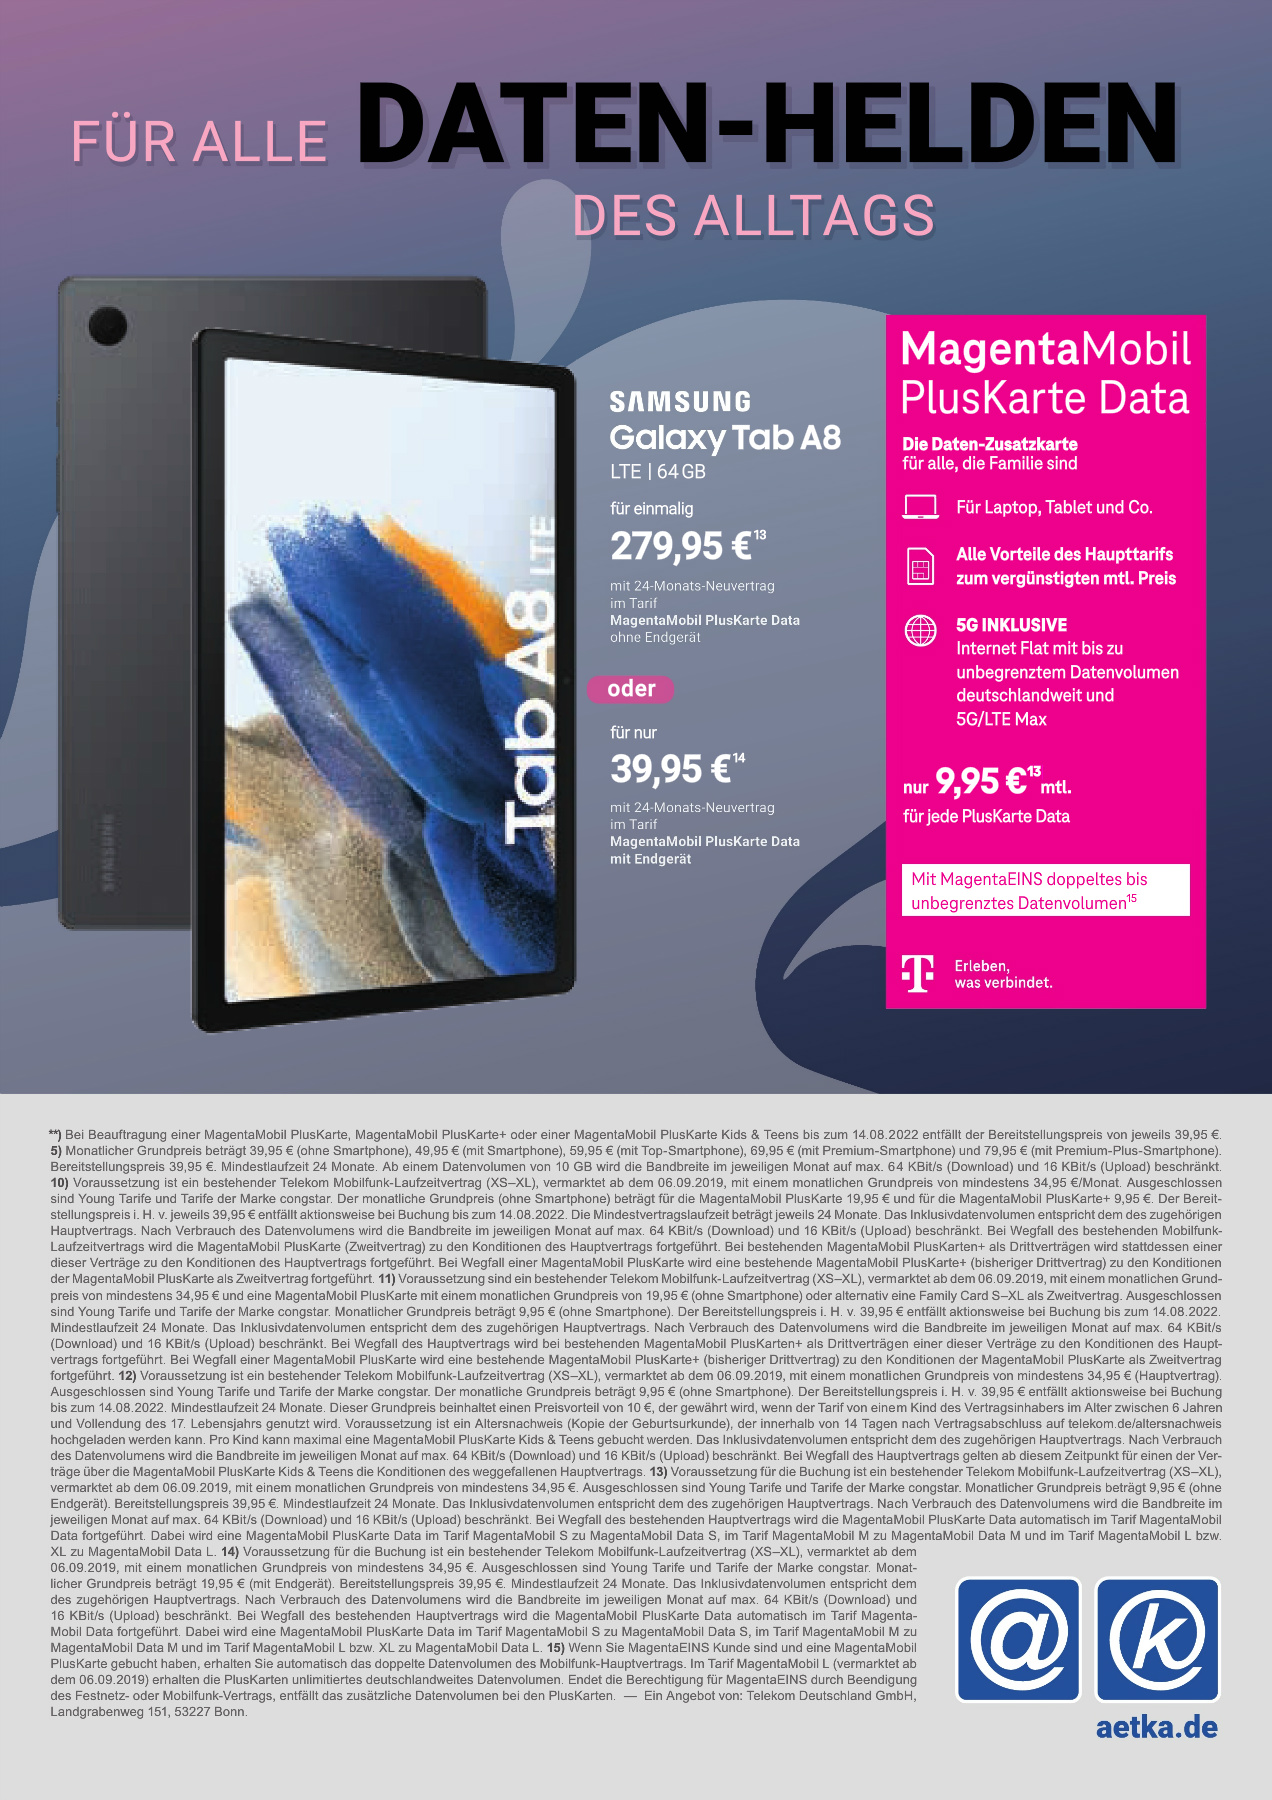 FÜR ALLE DATEN-HELDEN
DES ALLTAGS
SAMSUNG
Tab A8 LTE
SAMSUNG
Galaxy Tab A8
LTE | 64 GB
für einmalig
279,95 €13
mit 24-Monats-Neuvertrag
im Tarif
MagentaMobil PlusKarte Data
ohne Endgerät
oder
für nur
39,95 €14
mit 24-Monats-Neuvertrag
im Tarif
MagentaMobil PlusKarte Data
mit Endgerät
MagentaMobil
PlusKarte Data
Die Daten-Zusatzkarte
für alle, die Familie sind
Für Laptop, Tablet und Co.
Alle Vorteile des Haupttarifs
zum vergünstigten mtl. Preis
5G INKLUSIVE
Internet Flat mit bis zu
unbegrenztem Datenvolumen
deutschlandweit und
5G/LTE Max
nur 9,95 €13 mtl.
für jede PlusKarte Data
Mit MagentaEINS doppeltes bis
unbegrenztes Datenvolumen15
T Erleben,
was verbindet.
**) Bei Beauftragung einer MagentaMobil PlusKarte, MagentaMobil PlusKarte+ oder einer MagentaMobil PlusKarte Kids & Teens bis zum 14.08.2022 entfällt der Bereitstellungspreis von jeweils 39,95 €.
5) Monatlicher Grundpreis beträgt 39,95 € (ohne Smartphone), 49,95 € (mit Smartphone), 59,95 € (mit Top-Smartphone), 69,95 € (mit Premium-Smartphone) und 79,95 € (mit Premium-Plus-Smartphone).
Bereitstellungspreis 39,95 €. Mindestlaufzeit 24 Monate. Ab einem Datenvolumen von 10 GB wird die Bandbreite im jeweiligen Monat auf max. 64 KBit/s (Download) und 16 KBit/s (Upload) beschränkt.
10) Voraussetzung ist ein bestehender Telekom Mobilfunk-Laufzeitvertrag (XS–XL), vermarktet ab dem 06.09.2019, mit einem monatlichen Grundpreis von mindestens 34,95 €/Monat. Ausgeschlossen
sind Young Tarife und Tarife der Marke congstar. Der monatliche Grundpreis (ohne Smartphone) beträgt für die MagentaMobil PlusKarte 19,95 € und für die MagentaMobil PlusKarte+ 9,95 €. Der Bereit-
stellungspreis i. H. v. jeweils 39,95 € entfällt aktionsweise bei Buchung bis zum 14.08.2022. Die Mindestvertragslaufzeit beträgt jeweils 24 Monate. Das Inklusivdatenvolumen entspricht dem des zugehörigen
Hauptvertrags. Nach Verbrauch des Datenvolumens wird die Bandbreite im jeweiligen Monat auf max. 64 KBit/s (Download) und 16 KBit/s (Upload) beschränkt. Bei Wegfall des bestehenden Mobilfunk-
Laufzeitvertrags wird die MagentaMobil PlusKarte (Zweitvertrag) zu den Konditionen des Hauptvertrags fortgeführt. Bei bestehenden MagentaMobil PlusKarten+ als Drittverträgen wird stattdessen einer
dieser Verträge zu den Konditionen des Hauptvertrags fortgeführt. Bei Wegfall einer MagentaMobil PlusKarte wird eine bestehende MagentaMobil PlusKarte+ (bisheriger Drittvertrag) zu den Konditionen
der MagentaMobil PlusKarte als Zweitvertrag fortgeführt. 11) Voraussetzung sind ein bestehender Telekom Mobilfunk-Laufzeitvertrag (XS–XL), vermarktet ab dem 06.09.2019, mit einem monatlichen Grund-
preis von mindestens 34,95 € und eine MagentaMobil PlusKarte mit einem monatlichen Grundpreis von 19,95 € (ohne Smartphone) oder alternativ eine Family Card S–XL als Zweitvertrag. Ausgeschlossen
sind Young Tarife und Tarife der Marke congstar. Monatlicher Grundpreis beträgt 9,95 € (ohne Smartphone). Der Bereitstellungspreis i. H. v. 39,95 € entfällt aktionsweise bei Buchung bis zum 14.08.2022.
Mindestlaufzeit 24 Monate. Das Inklusivdatenvolumen entspricht dem des zugehörigen Hauptvertrags. Nach Verbrauch des Datenvolumens wird die Bandbreite im jeweiligen Monat auf max. 64 KBit/s
(Download) und 16 KBit/s (Upload) beschränkt. Bei Wegfall des Hauptvertrags wird bei bestehenden MagentaMobil PlusKarten+ als Drittverträgen einer dieser Verträge zu den Konditionen des Haupt-
vertrags fortgeführt. Bei Wegfall einer MagentaMobil PlusKarte wird eine bestehende MagentaMobil PlusKarte+ (bisheriger Drittvertrag) zu den Konditionen der MagentaMobil PlusKarte als Zweitvertrag
fortgeführt. 12) Voraussetzung ist ein bestehender Telekom Mobilfunk-Laufzeitvertrag (XS–XL), vermarktet ab dem 06.09.2019, mit einem monatlichen Grundpreis von mindestens 34,95 € (Hauptvertrag).
Ausgeschlossen sind Young Tarife und Tarife der Marke congstar. Der monatliche Grundpreis beträgt 9,95 € (ohne Smartphone). Der Bereitstellungspreis i. H. v. 39,95 € entfällt aktionsweise bei Buchung
bis zum 14.08.2022. Mindestlaufzeit 24 Monate. Dieser Grundpreis beinhaltet einen Preisvorteil von 10 €, der gewährt wird, wenn der Tarif von einem Kind des Vertragsinhabers im Alter zwischen 6 Jahren
und Vollendung des 17. Lebensjahrs genutzt wird. Voraussetzung ist ein Altersnachweis (Kopie der Geburtsurkunde), der innerhalb von 14 Tagen nach Vertragsabschluss auf telekom.de/altersnachweis
hochgeladen werden kann. Pro Kind kann maximal eine MagentaMobil PlusKarte Kids & Teens gebucht werden. Das Inklusivdatenvolumen entspricht dem des zugehörigen Hauptvertrags. Nach Verbrauch
des Datenvolumens wird die Bandbreite im jeweiligen Monat auf max. 64 KBit/s (Download) und 16 KBit/s (Upload) beschränkt. Bei Wegfall des Hauptvertrags gelten ab diesem Zeitpunkt für einen der Ver-
träge über die MagentaMobil PlusKarte Kids & Teens die Konditionen des weggefallenen Hauptvertrags. 13) Voraussetzung für die Buchung ist ein bestehender Telekom Mobilfunk-Laufzeitvertrag (XS–XL),
vermarktet ab dem 06.09.2019, mit einem monatlichen Grundpreis von mindestens 34,95 €. Ausgeschlossen sind Young Tarife und Tarife der Marke congstar. Monatlicher Grundpreis beträgt 9,95 € (ohne
Endgerät). Bereitstellungspreis 39,95 €. Mindestlaufzeit 24 Monate. Das Inklusivdatenvolumen entspricht dem des zugehörigen Hauptvertrags. Nach Verbrauch des Datenvolumens wird die Bandbreite im
jeweiligen Monat auf max. 64 KBit/s (Download) und 16 KBit/s (Upload) beschränkt. Bei Wegfall des bestehenden Hauptvertrags wird die MagentaMobil PlusKarte Data automatisch im Tarif MagentaMobil
Data fortgeführt. Dabei wird eine MagentaMobil PlusKarte Data im Tarif MagentaMobil S zu MagentaMobil Data S, im Tarif MagentaMobil M zu MagentaMobil Data M und im Tarif MagentaMobil L bzw.
XL zu MagentaMobil Data L. 14) Voraussetzung für die Buchung ist ein bestehender Telekom Mobilfunk-Laufzeitvertrag (XS–XL), vermarktet ab dem
06.09.2019, mit einem monatlichen Grundpreis von mindestens 34,95 €. Ausgeschlossen sind Young Tarife und Tarife der Marke congstar. Monat-
licher Grundpreis beträgt 19,95 € (mit Endgerät). Bereitstellungspreis 39,95 €. Mindestlaufzeit 24 Monate. Das Inklusivdatenvolumen entspricht dem
des zugehörigen Hauptvertrags. Nach Verbrauch des Datenvolumens wird die Bandbreite im jeweiligen Monat auf max. 64 KBit/s (Download) und
16 KBit/s (Upload) beschränkt. Bei Wegfall des bestehenden Hauptvertrags wird die MagentaMobil PlusKarte Data automatisch im Tarif Magenta-
Mobil Data fortgeführt. Dabei wird eine MagentaMobil PlusKarte Data im Tarif MagentaMobil S zu MagentaMobil Data S, im Tarif MagentaMobil M zu
MagentaMobil Data M und im Tarif MagentaMobil L bzw. XL zu MagentaMobil Data L. 15) Wenn Sie MagentaEINS Kunde sind und eine MagentaMobil
PlusKarte gebucht haben, erhalten Sie automatisch das doppelte Datenvolumen des Mobilfunk-Hauptvertrags. Im Tarif MagentaMobil L (vermarktet ab
dem 06.09.2019) erhalten die PlusKarten unlimitiertes deutschlandweites Datenvolumen. Endet die Berechtigung für MagentaEINS durch Beendigung
des Festnetz- oder Mobilfunk-Vertrags, entfällt das zusätzliche Datenvolumen bei den PlusKarten. — Ein Angebot von: Telekom Deutschland GmbH,
Landgrabenweg 151, 53227 Bonn.
@ k
aetka.de